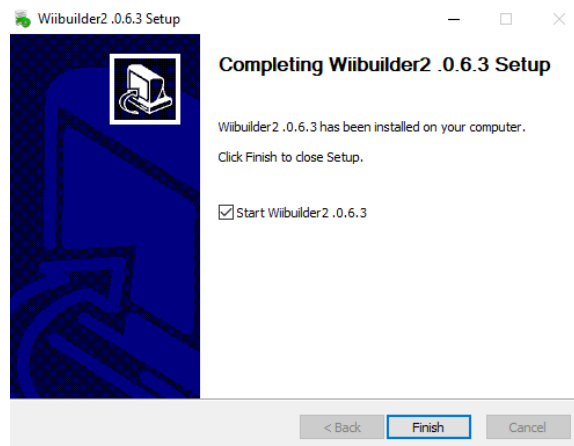 Wiibuilder2 .0.6.3 Setup
Completing Wiibuilder2 .0.6.3 Setup
Wiibuilder2 .0.6.3 has been installed on your computer.
Click Finish to close Setup.
Start Wiibuilder2 .0.6.3
< Back
Finish
Cancel